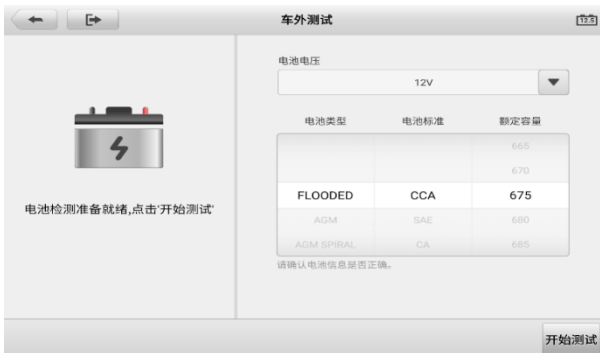 车外测试
12.5
电池电压
12V
电池类型 电池标准 额定容量
665
670
FLOODED CCA 675
AGM SAE 680
AGM SPIRAL CA 685
请确认电池信息是否正确。
电池检测准备就绪,点击'开始测试'
开始测试